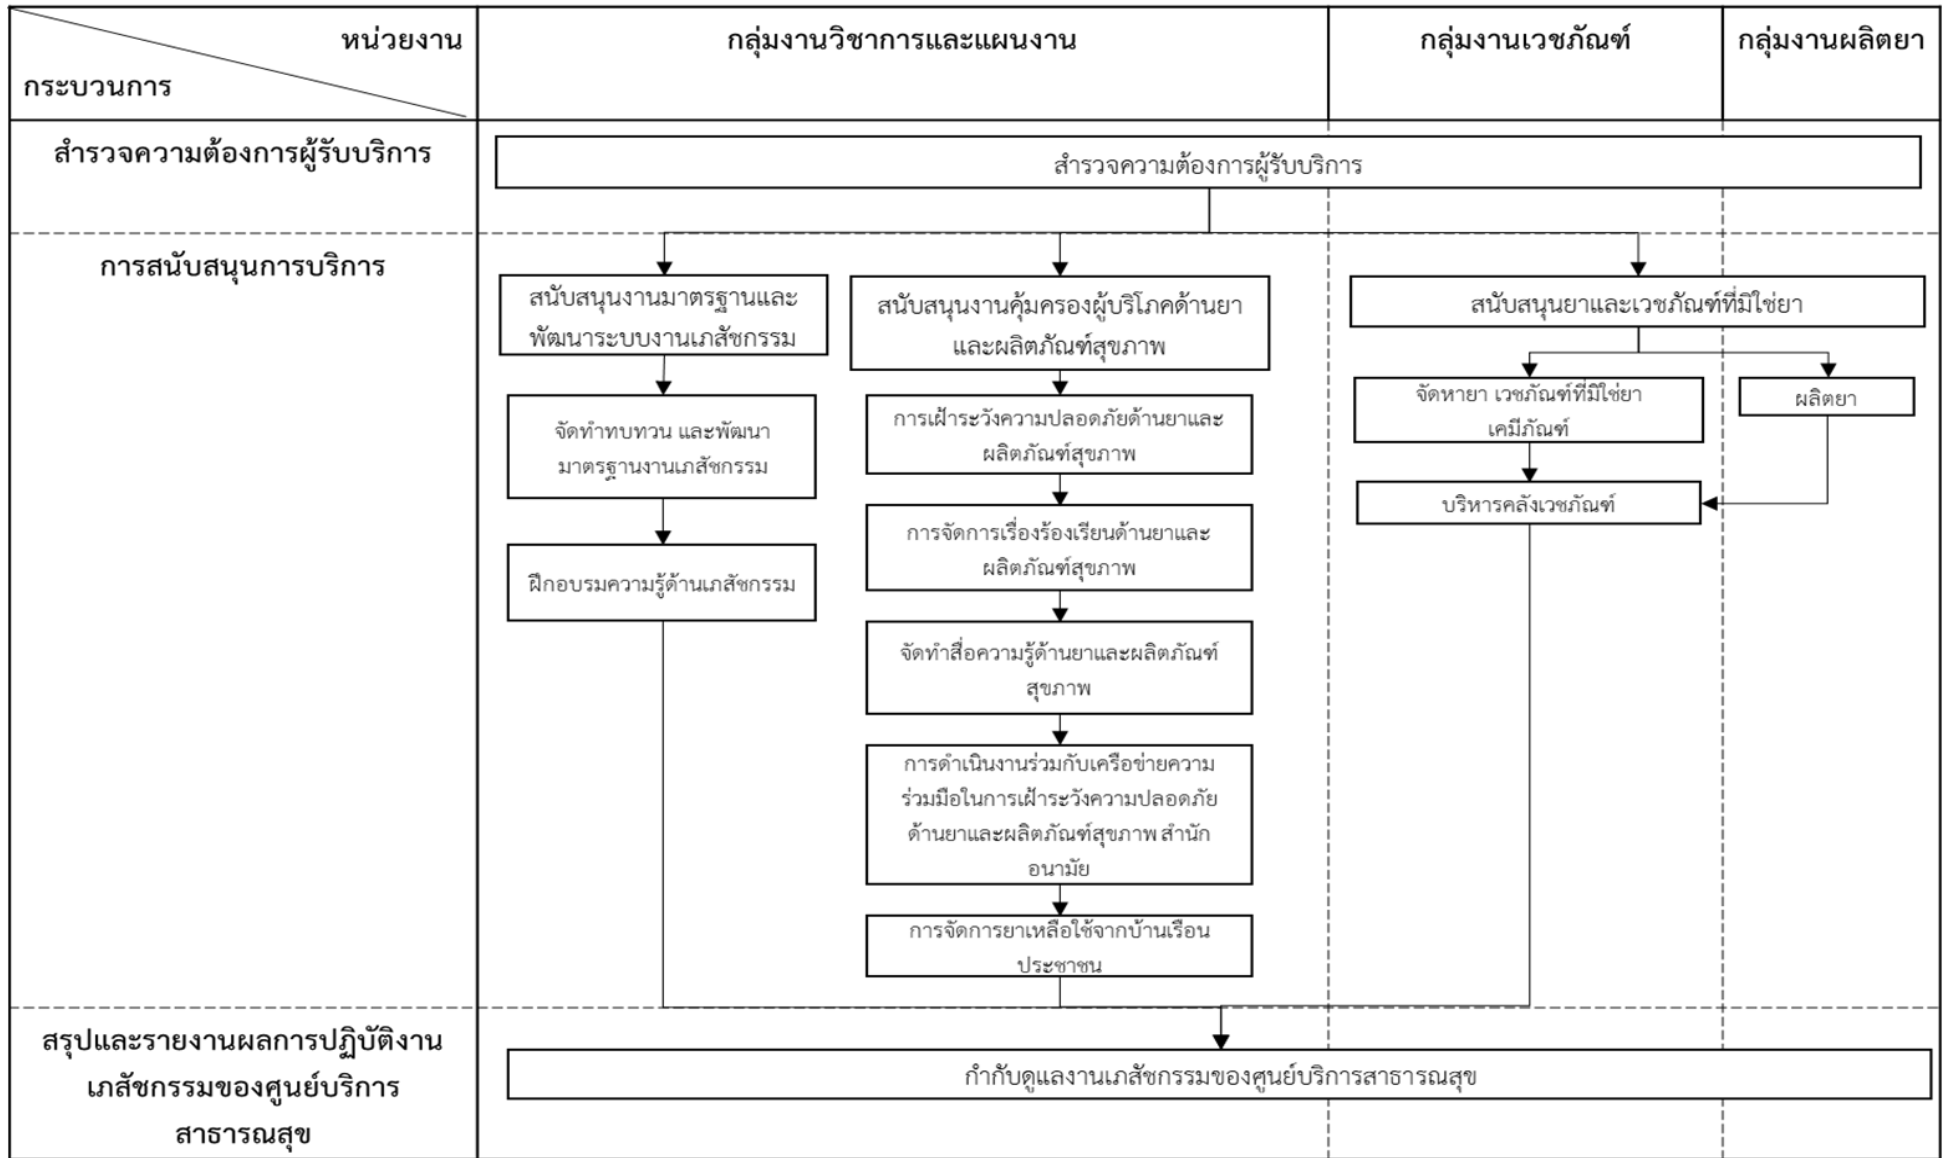 หน่วยงาน
กระบวนการ
กลุ่มงานวิชาการและแผนงาน
กลุ่มงานเวชภัณฑ์
กลุ่มงานผลิตยา
สำรวจความต้องการผู้รับบริการ
สำรวจความต้องการผู้รับบริการ
การสนับสนุนการบริการ
สนับสนุนงานมาตรฐานและ
พัฒนาระบบงานเภสัชกรรม
จัดทำทบทวน และพัฒนา
มาตรฐานงานเภสัชกรรม
ฝึกอบรมความรู้ด้านเภสัชกรรม
สนับสนุนงานคุ้มครองผู้บริโภคด้านยา
และผลิตภัณฑ์สุขภาพ
การเฝ้าระวังความปลอดภัยด้านยาและ
ผลิตภัณฑ์สุขภาพ
การจัดการเรื่องร้องเรียนด้านยาและ
ผลิตภัณฑ์สุขภาพ
จัดทำสื่อความรู้ด้านยาและผลิตภัณฑ์
สุขภาพ
การดำเนินงานร่วมกับเครือข่ายความ
ร่วมมือในการเฝ้าระวังความปลอดภัย
ด้านยาและผลิตภัณฑ์สุขภาพ สำนัก
อนามัย
การจัดการยาเหลือใช้จากบ้านเรือน
ประชาชน
สนับสนุนยาและเวชภัณฑ์ที่มิใช่ยา
จัดหายา เวชภัณฑ์ที่มิใช่ยา
เคมีภัณฑ์
ผลิตยา
บริหารคลังเวชภัณฑ์
สรุปและรายงานผลการปฏิบัติงาน
เภสัชกรรมของศูนย์บริการ
สาธารณสุข
กำกับดูแลงานเภสัชกรรมของศูนย์บริการสาธารณสุข